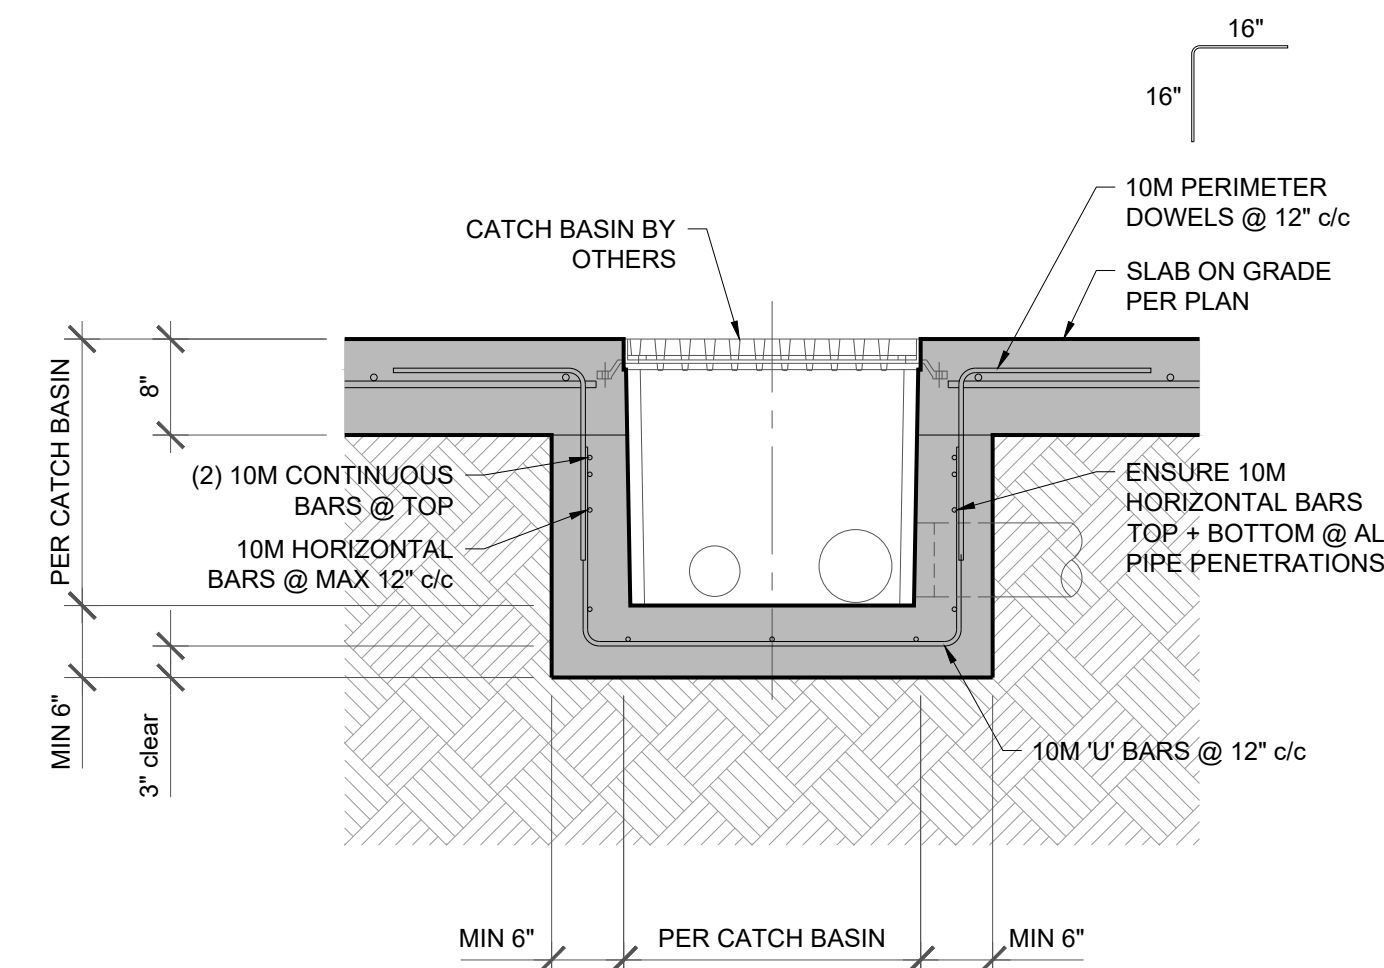 16"
16"
10M PERIMETER
DOWELS @ 12" c/c
CATCH BASIN BY
OTHERS
SLAB ON GRADE
PER PLAN
PER CATCH BASIN
8"
(2) 10M CONTINUOUS
BARS @ TOP
10M HORIZONTAL
BARS @ MAX 12" c/c
ENSURE 10M
HORIZONTAL BARS
TOP + BOTTOM @ AL
PIPE PENETRATIONS
MIN 6"
3" clear
10M 'U' BARS @ 12" c/c
MIN 6"
PER CATCH BASIN
MIN 6"